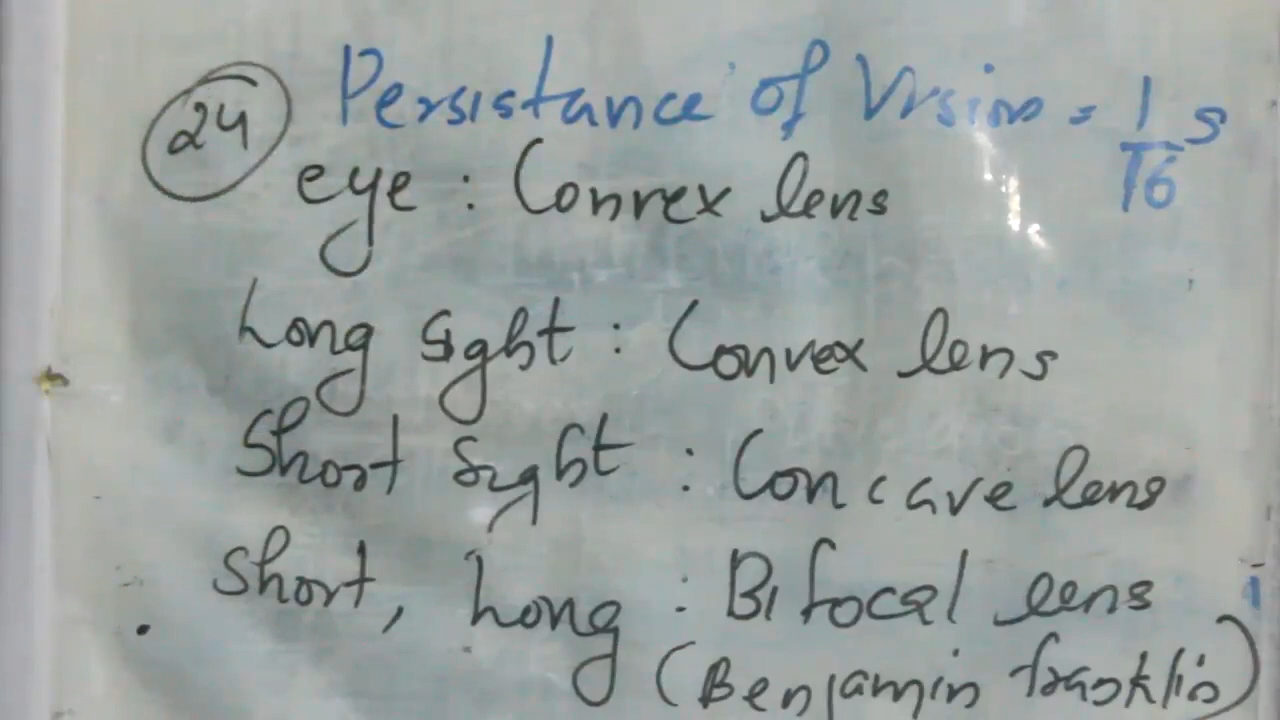 24 Persistance of Vision = 1/16 s
eye : Convex lens
Long sight : Convex lens
Short sight : Concave lens
Short, Long : Bifocal lens
(Benjamin franklin)